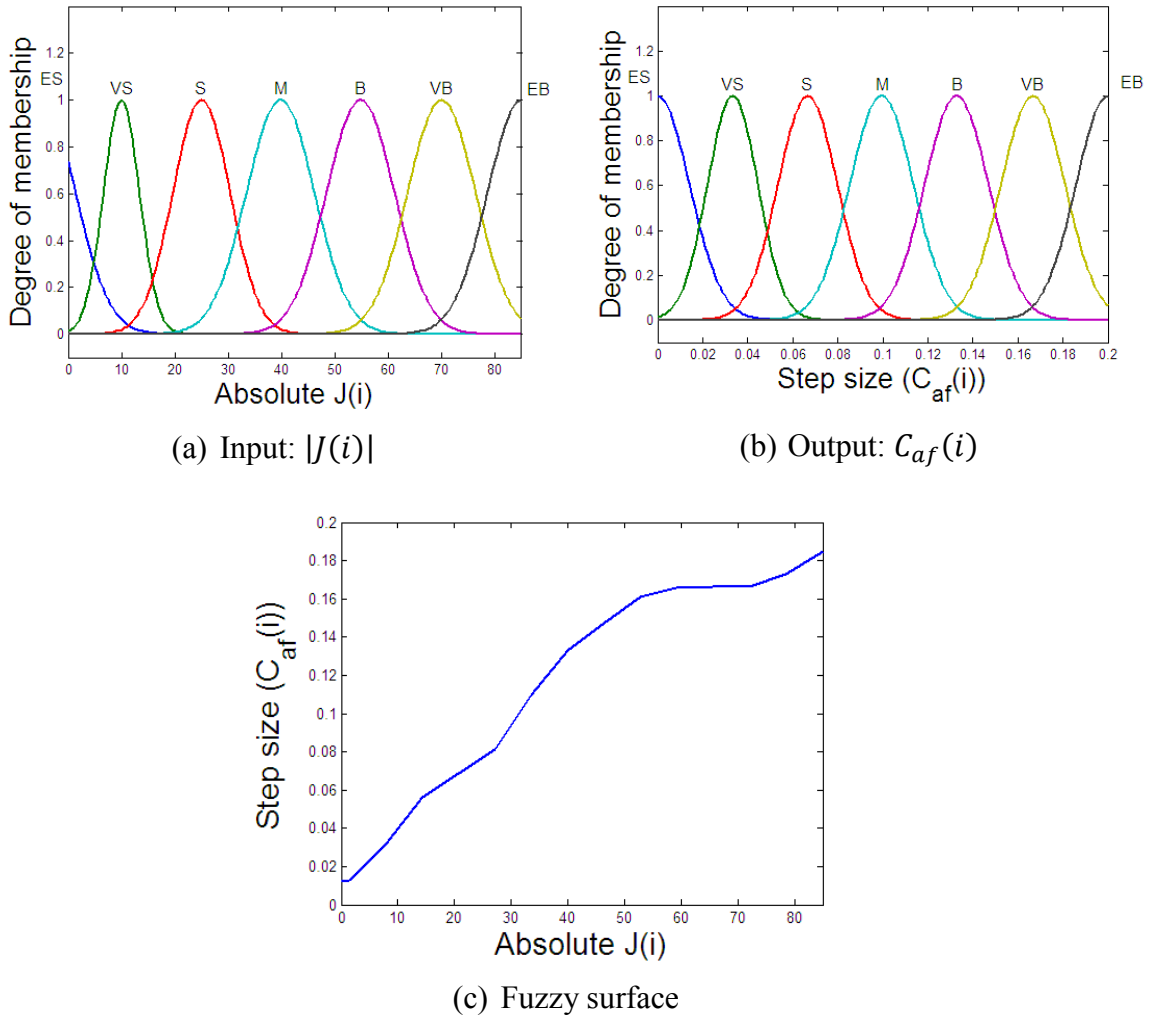 Degree of membership
1.2
1
0.8
0.6
0.4
0.2
0
ES VS S M B VB EB
0 10 20 30 40 50 60 70 80
Absolute J(i)
(a) Input: |J(i)|
Degree of membership
1.2
1
0.8
0.6
0.4
0.2
0
ES VS S M B VB EB
0 0.02 0.04 0.06 0.08 0.1 0.12 0.14 0.16 0.18 0.2
Step size (C_af(i))
(b) Output: C_af(i)
Step size (C_af(i))
0.2
0.18
0.16
0.14
0.12
0.1
0.08
0.06
0.04
0.02
0
0 10 20 30 40 50 60 70 80
Absolute J(i)
(c) Fuzzy surface